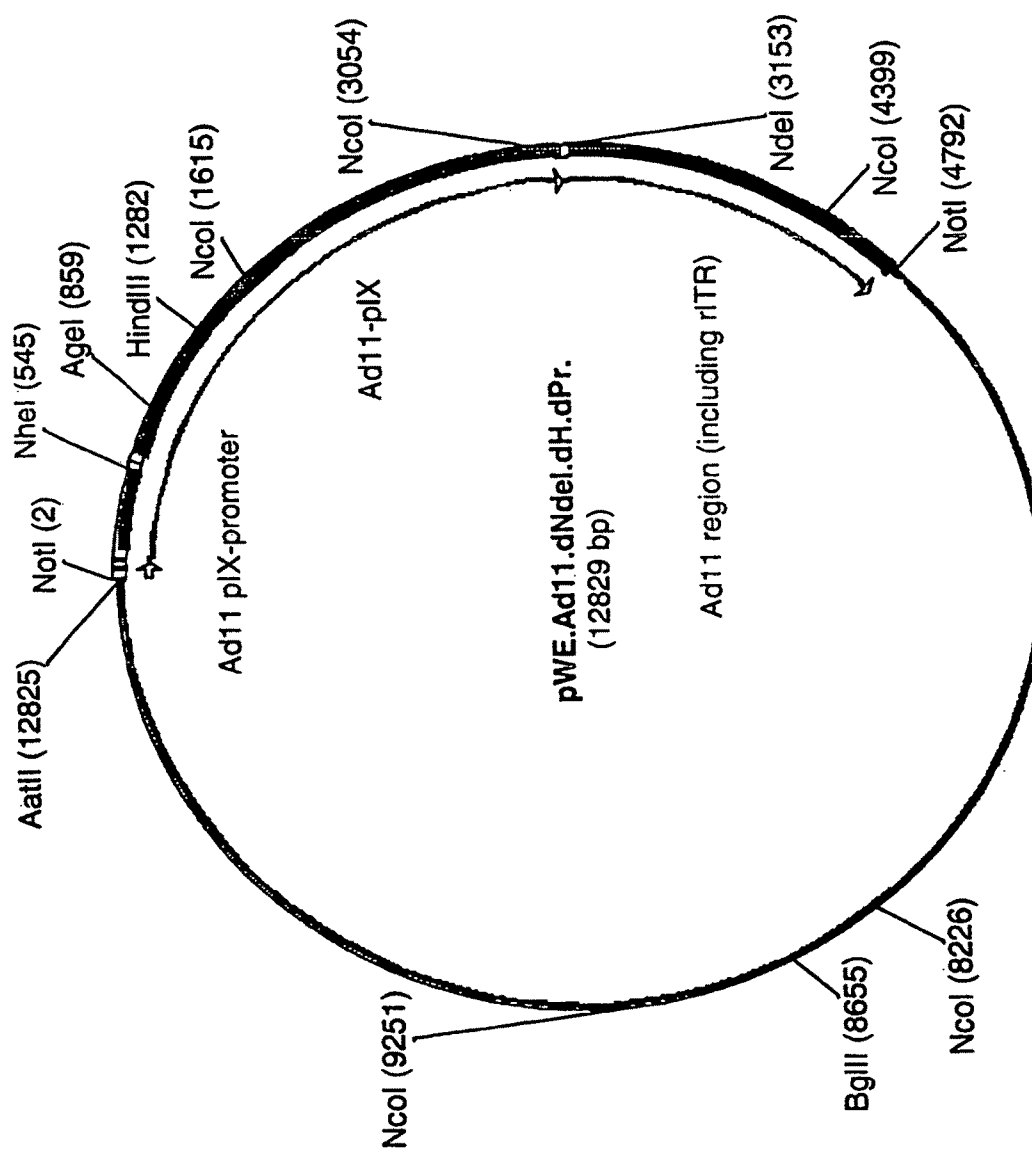 AatII (12825)
NotI (2)
NheI (545)
AgeI (859)
HindIII (1282)
NcoI (1615)
NcoI (3054)
NdeI (3153)
NcoI (4399)
NotI (4792)
Ad11 pIX-promoter
Ad11-pIX
pWE.Ad11.dNdeI.dH.dPr.
(12829 bp)
Ad11 region (including rITR)
NcoI (9251)
BglII (8655)
NcoI (8226)